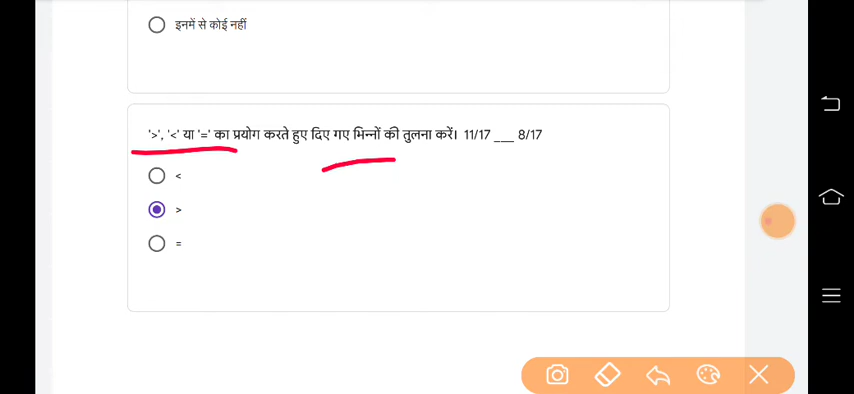 इनमें से कोई नहीं
'>', '<' या '=' का प्रयोग करते हुए दिए गए भिन्नों की तुलना करें। 11/17 ___ 8/17
<
>
=